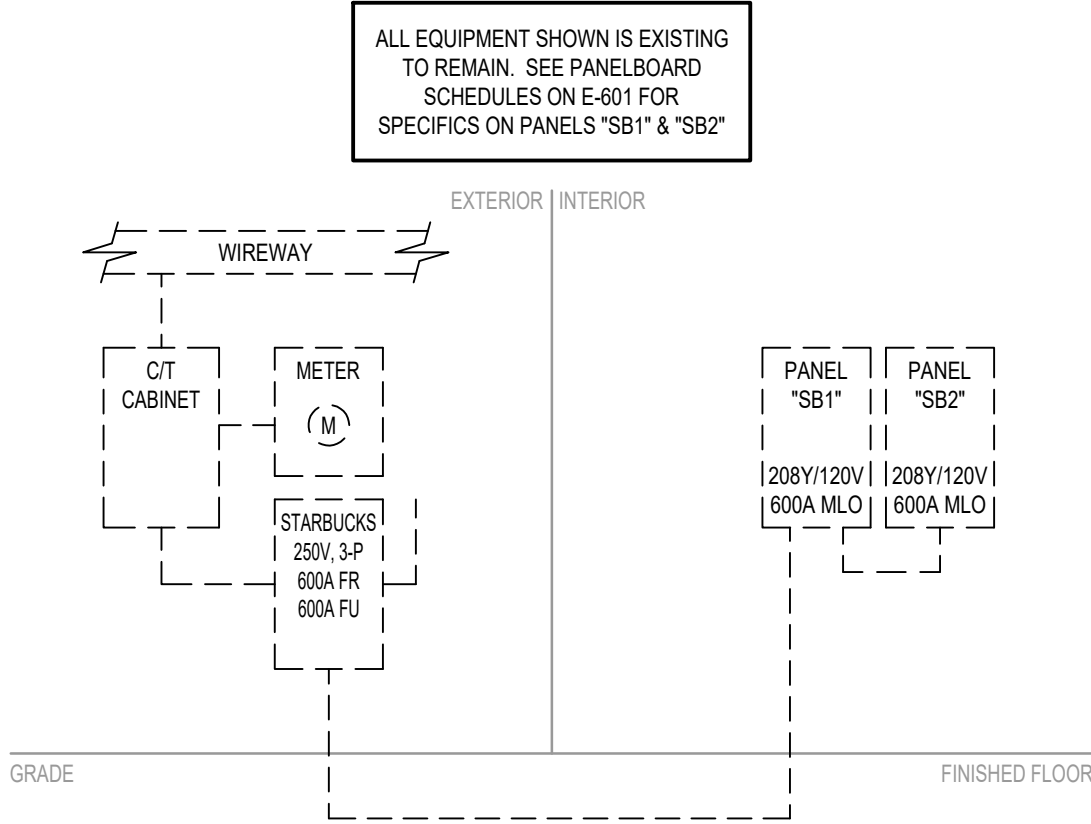 ALL EQUIPMENT SHOWN IS EXISTING
TO REMAIN. SEE PANELBOARD
SCHEDULES ON E-601 FOR
SPECIFICS ON PANELS "SB1" & "SB2"
EXTERIOR
INTERIOR
WIREWAY
C/T
CABINET
METER
M
STARBUCKS
250V, 3-P
600A FR
600A FU
PANEL
"SB1"
208Y/120V
600A MLO
PANEL
"SB2"
208Y/120V
600A MLO
GRADE
FINISHED FLOOR